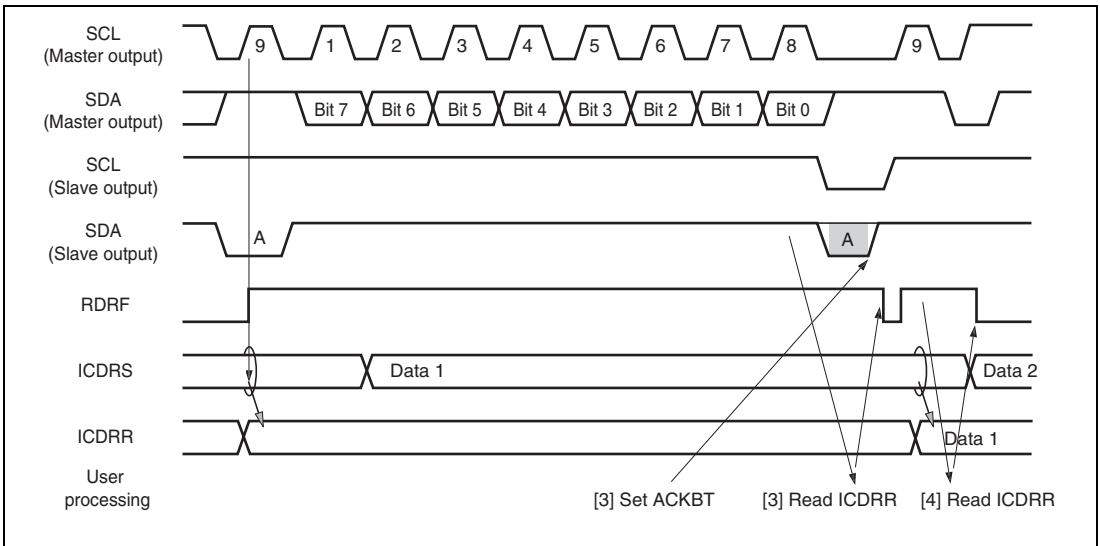 SCL
(Master output)
9 1 2 3 4 5 6 7 8 9
SDA
(Master output)
Bit 7 Bit 6 Bit 5 Bit 4 Bit 3 Bit 2 Bit 1 Bit 0
SCL
(Slave output)
SDA
(Slave output)
A A
RDRF
ICDRS
Data 1 Data 2
ICDRR
Data 1
User
processing
[3] Set ACKBT [3] Read ICDRR [4] Read ICDRR